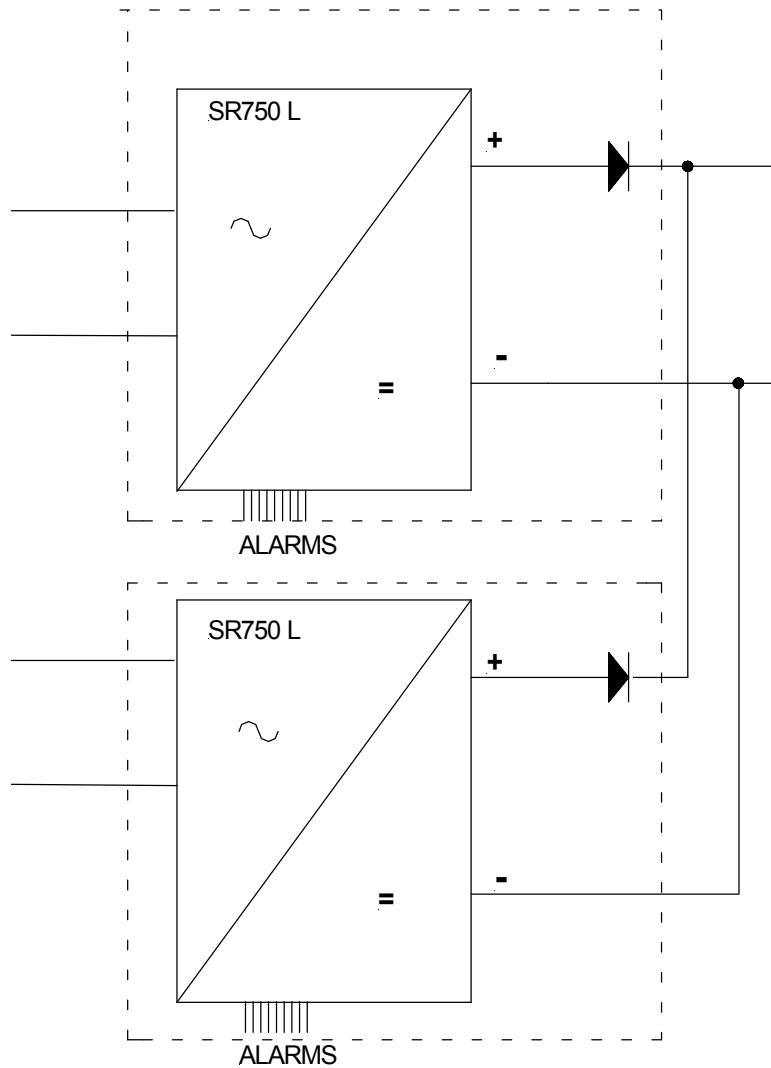 SR750 L
+
-
=
ALARMS
SR750 L
+
-
=
ALARMS